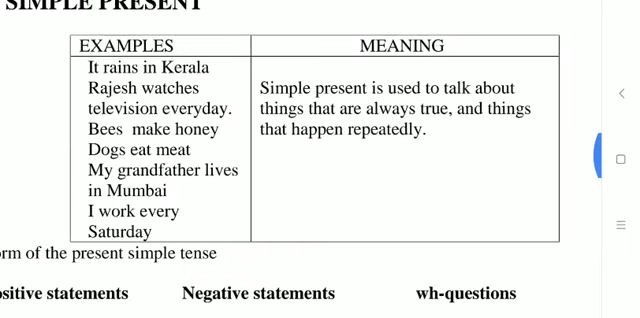 SIMPLE PRESENT
EXAMPLES MEANING
It rains in Kerala
Rajesh watches
television everyday.
Bees make honey
Dogs eat meat
My grandfather lives
in Mumbai
I work every
Saturday
Simple present is used to talk about
things that are always true, and things
that happen repeatedly.
orm of the present simple tense
sitive statements Negative statements wh-questions